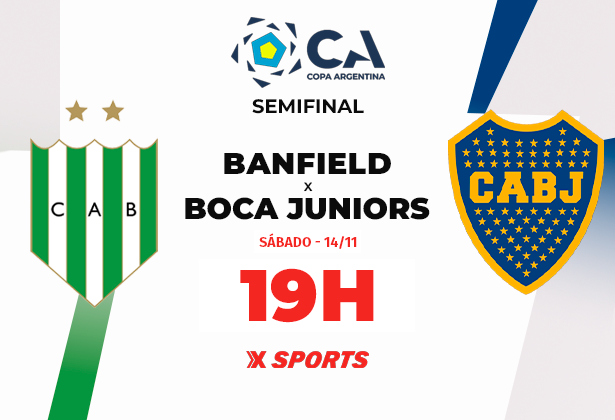 CA
COPA ARGENTINA
SEMIFINAL
BANFIELD
x
BOCA JUNIORS
SÁBADO - 14/11
19H
X SPORTS
C A B
CABJ